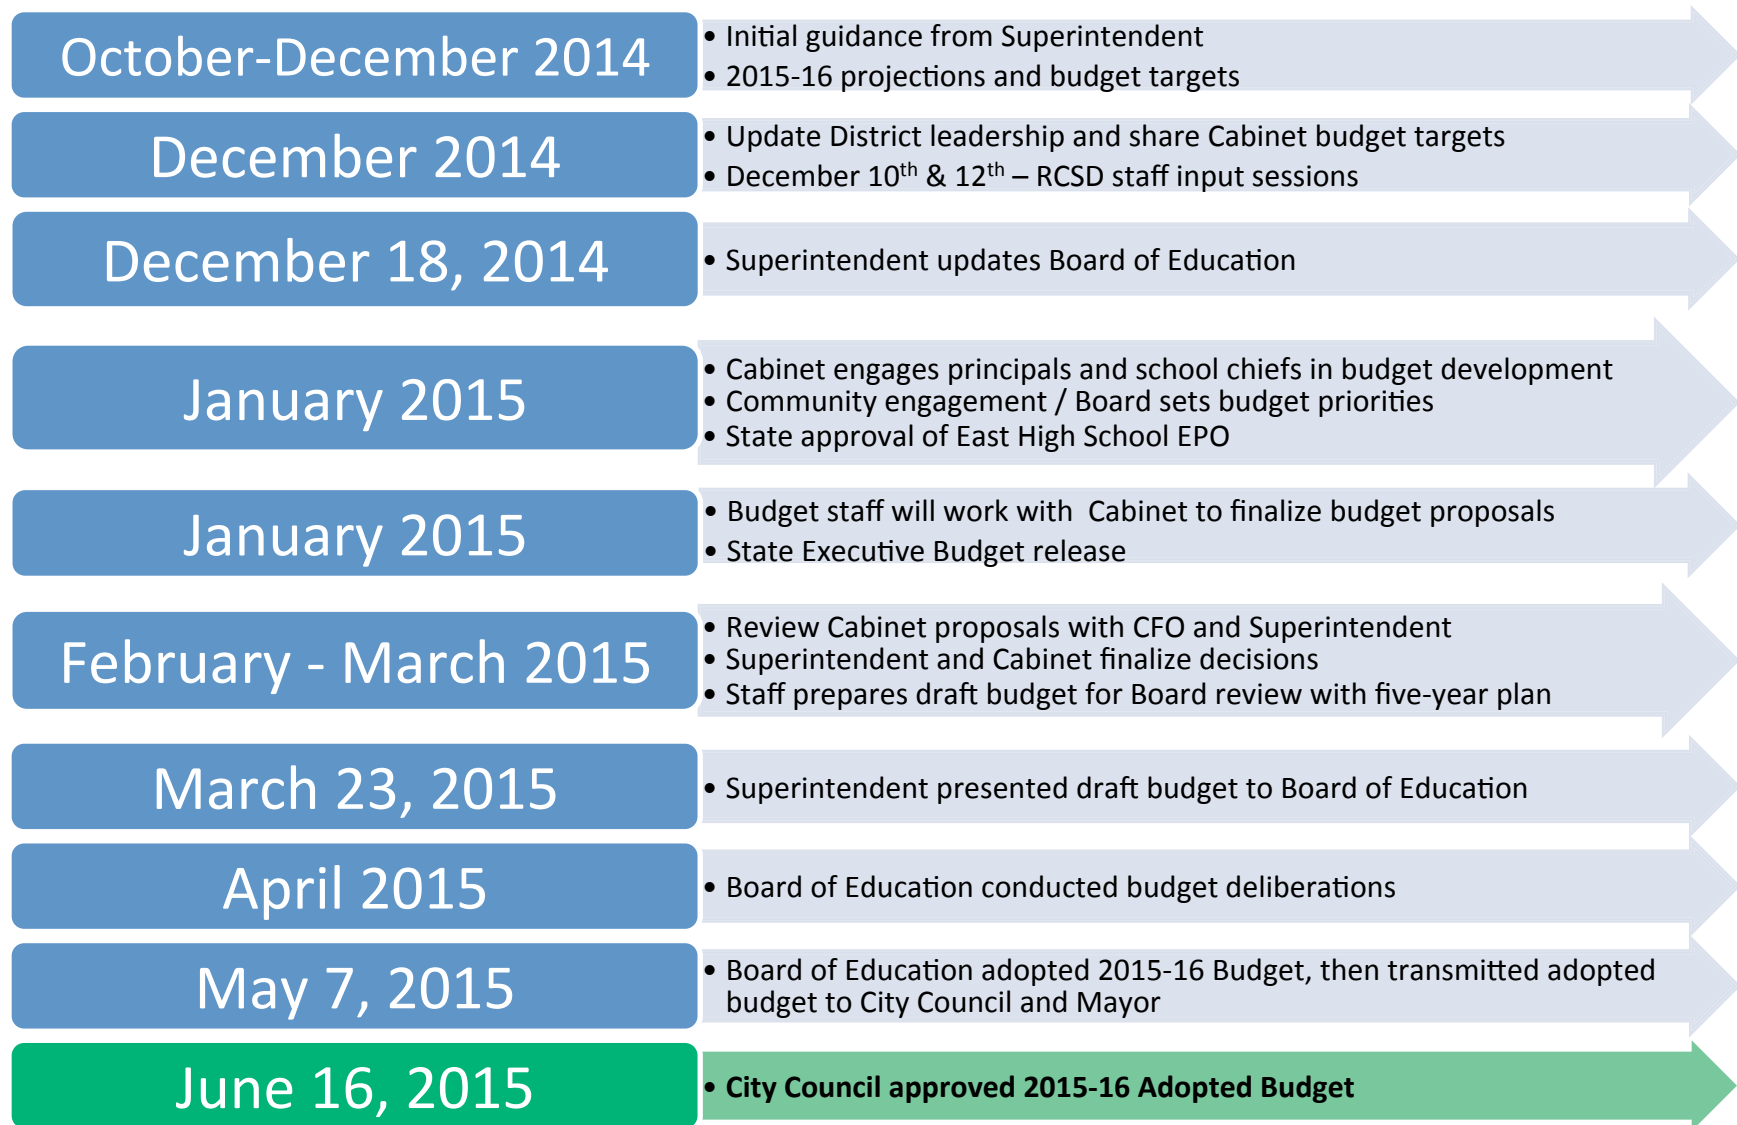 October-December 2014
• Initial guidance from Superintendent
• 2015-16 projections and budget targets
December 2014
• Update District leadership and share Cabinet budget targets
• December 10th & 12th – RCSD staff input sessions
December 18, 2014
• Superintendent updates Board of Education
January 2015
• Cabinet engages principals and school chiefs in budget development
• Community engagement / Board sets budget priorities
• State approval of East High School EPO
January 2015
• Budget staff will work with  Cabinet to finalize budget proposals
• State Executive Budget release
February - March 2015
• Review Cabinet proposals with CFO and Superintendent
• Superintendent and Cabinet finalize decisions
• Staff prepares draft budget for Board review with five-year plan
March 23, 2015
• Superintendent presented draft budget to Board of Education
April 2015
• Board of Education conducted budget deliberations
May 7, 2015
• Board of Education adopted 2015-16 Budget, then transmitted adopted
budget to City Council and Mayor
June 16, 2015
• City Council approved 2015-16 Adopted Budget